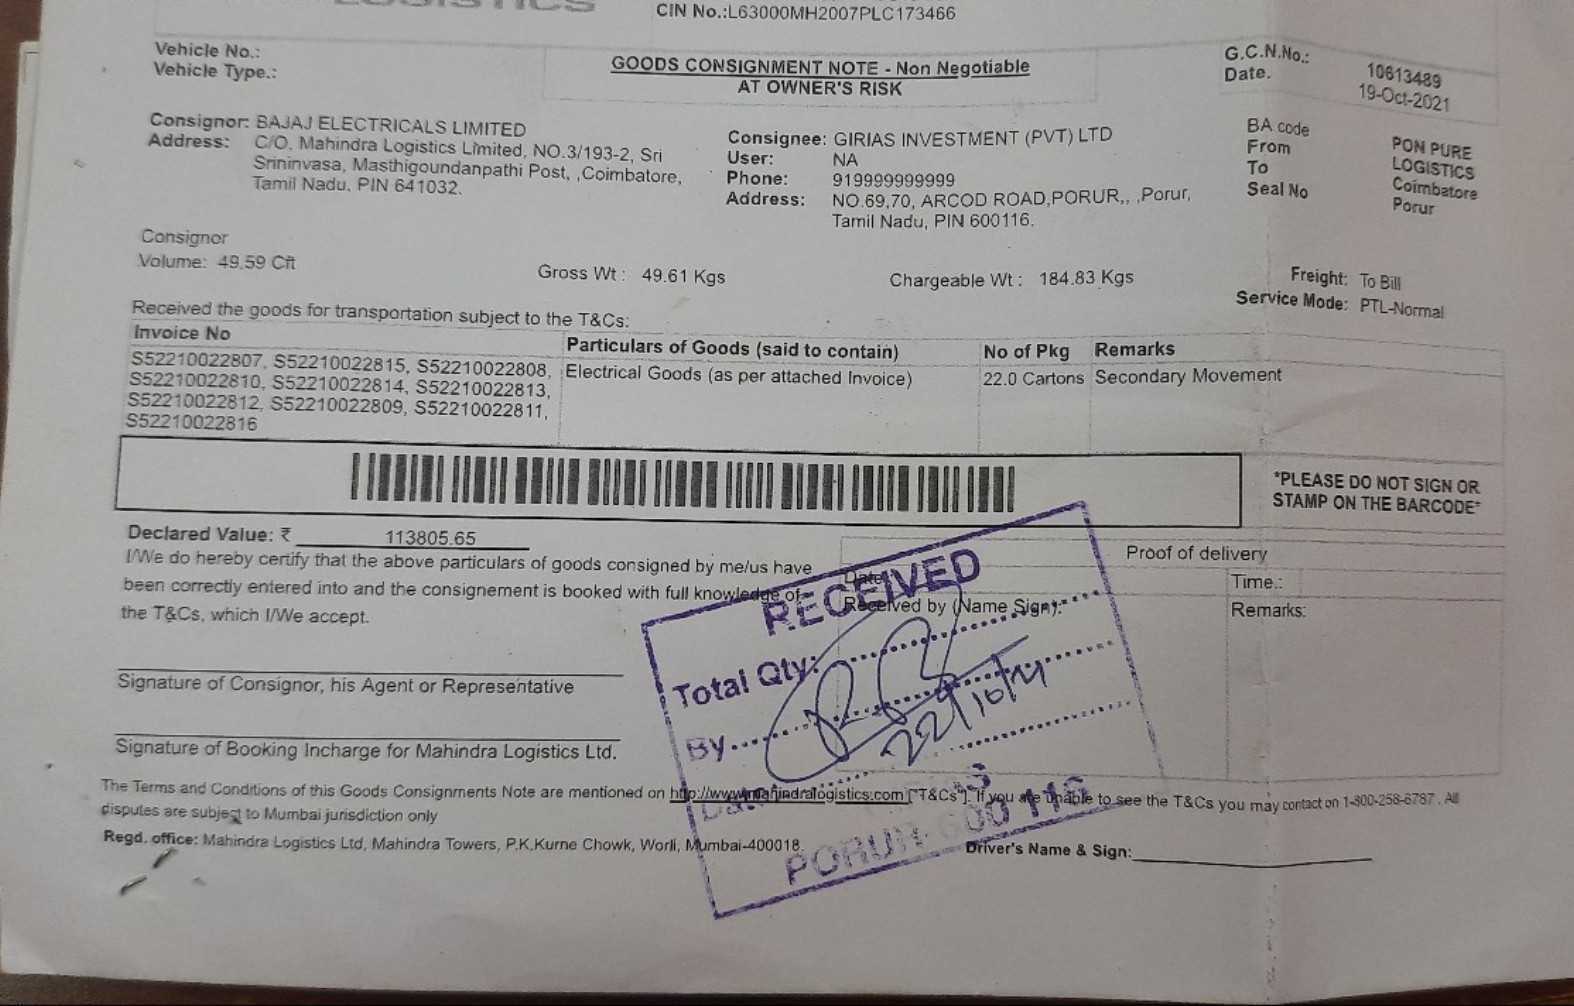 LOGISTICS
CIN No.:L63000MH2007PLC173466
Vehicle No.:
Vehicle Type.:
GOODS CONSIGNMENT NOTE - Non Negotiable
AT OWNER'S RISK
G.C.N.No.: 10613489
Date. 19-Oct-2021
Consignor: BAJAJ ELECTRICALS LIMITED
Address: C/O. Mahindra Logistics Limited, NO.3/193-2, Sri
Srininvasa, Masthigoundanpathi Post, ,Coimbatore,
Tamil Nadu. PIN 641032.
Consignee: GIRIAS INVESTMENT (PVT) LTD
User: NA
Phone: 919999999999
Address: NO.69,70, ARCOD ROAD,PORUR,, ,Porur,
Tamil Nadu, PIN 600116.
BA code PON PURE
LOGISTICS
From Coimbatore
To Porur
Seal No
Consignor
Volume: 49.59 Cft
Gross Wt : 49.61 Kgs
Chargeable Wt : 184.83 Kgs
Freight: To Bill
Service Mode: PTL-Normal
Received the goods for transportation subject to the T&Cs:
Invoice No
Particulars of Goods (said to contain)
No of Pkg
Remarks
S52210022807, S52210022815, S52210022808,
S52210022810, S52210022814, S52210022813,
S52210022812, S52210022809, S52210022811,
S52210022816
Electrical Goods (as per attached Invoice)
22.0 Cartons
Secondary Movement
*PLEASE DO NOT SIGN OR
STAMP ON THE BARCODE*
Declared Value: ₹ 113805.65
I/We do hereby certify that the above particulars of goods consigned by me/us have
been correctly entered into and the consignement is booked with full knowledge of
the T&Cs, which I/We accept.
Proof of delivery
Date
Time.:
Received by (Name Sign):
Remarks:
RECEIVED
Total Qty:
By
22/10/21
Date
PORUR 600 116
Signature of Consignor, his Agent or Representative
Signature of Booking Incharge for Mahindra Logistics Ltd.
The Terms and Conditions of this Goods Consignments Note are mentioned on http://www.mahindralogistics.com ["T&Cs"]. If you are unable to see the T&Cs you may contact on 1-800-258-6787 . All
disputes are subject to Mumbai jurisdiction only
Regd. office: Mahindra Logistics Ltd, Mahindra Towers, P.K.Kurne Chowk, Worli, Mumbai-400018.
Driver's Name & Sign: